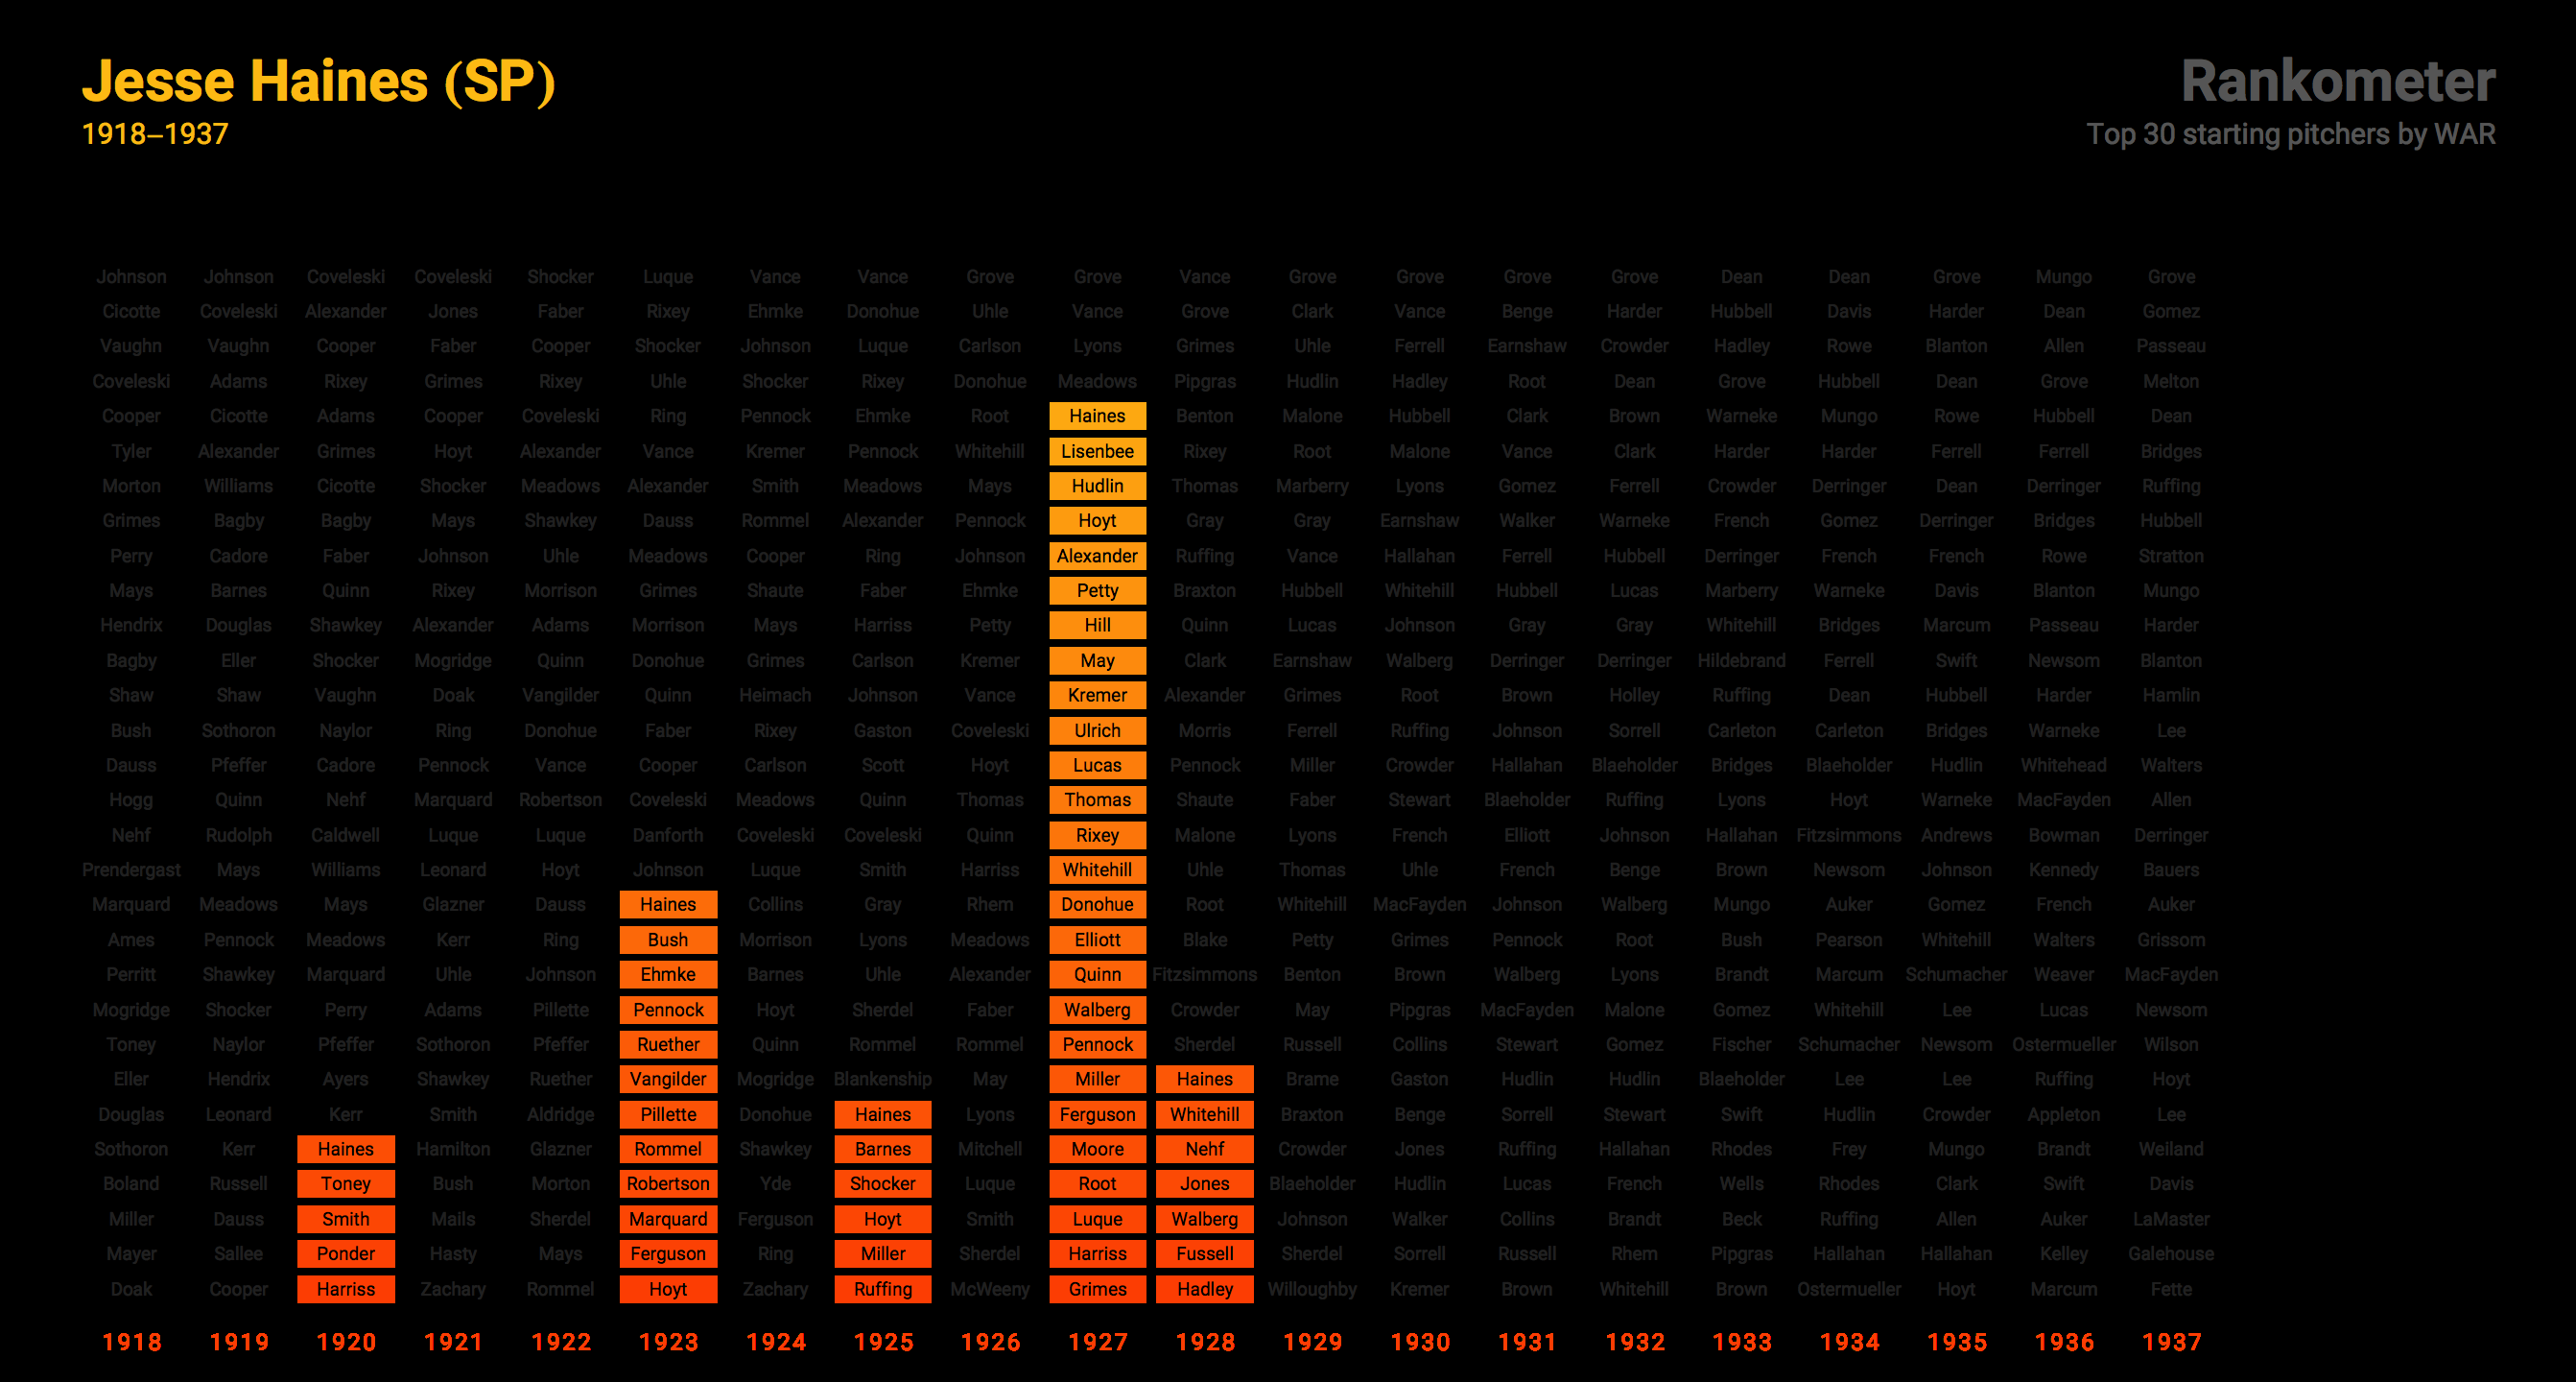 Jesse Haines (SP)
1918–1937
Rankometer
Top 30 starting pitchers by WAR
Johnson Johnson Coveleski Coveleski Shocker Luque Vance Vance Grove Grove Vance Grove Grove Grove Grove Dean Dean Grove Mungo Grove
Cicotte Coveleski Alexander Jones Faber Rixey Ehmke Donohue Uhle Vance Grove Clark Vance Benge Harder Hubbell Davis Harder Dean Gomez
Vaughn Vaughn Cooper Faber Cooper Shocker Johnson Luque Carlson Lyons Grimes Uhle Ferrell Earnshaw Crowder Hadley Rowe Blanton Allen Passeau
Coveleski Adams Rixey Grimes Rixey Uhle Shocker Rixey Donohue Meadows Pipgras Hudlin Hadley Root Dean Grove Hubbell Dean Grove Melton
Cooper Cicotte Adams Cooper Coveleski Ring Pennock Ehmke Root Haines Benton Malone Hubbell Clark Brown Warneke Mungo Rowe Hubbell Dean
Tyler Alexander Grimes Hoyt Alexander Vance Kremer Pennock Whitehill Lisenbee Rixey Root Malone Vance Clark Harder Harder Ferrell Ferrell Bridges
Morton Williams Cicotte Shocker Meadows Alexander Smith Meadows Mays Hudlin Thomas Marberry Lyons Gomez Ferrell Crowder Derringer Dean Derringer Ruffing
Grimes Bagby Bagby Mays Shawkey Dauss Rommel Alexander Pennock Hoyt Gray Gray Earnshaw Walker Warneke French Gomez Derringer Bridges Hubbell
Perry Cadore Faber Johnson Uhle Meadows Cooper Ring Johnson Alexander Ruffing Vance Hallahan Ferrell Hubbell Derringer French French Rowe Stratton
Mays Barnes Quinn Rixey Morrison Grimes Shaute Faber Ehmke Petty Braxton Hubbell Whitehill Hubbell Lucas Marberry Warneke Davis Blanton Mungo
Hendrix Douglas Shawkey Alexander Adams Morrison Mays Harriss Petty Hill Quinn Lucas Johnson Gray Gray Whitehill Bridges Marcum Passeau Harder
Bagby Eller Shocker Mogridge Quinn Donohue Grimes Carlson Kremer May Clark Earnshaw Walberg Derringer Derringer Hildebrand Ferrell Swift Newsom Blanton
Shaw Shaw Vaughn Doak Vangilder Quinn Heimach Johnson Vance Kremer Alexander Grimes Root Brown Holley Ruffing Dean Hubbell Harder Hamlin
Bush Sothoron Naylor Ring Donohue Faber Rixey Gaston Coveleski Ulrich Morris Ferrell Ruffing Johnson Sorrell Carleton Carleton Bridges Warneke Lee
Dauss Pfeffer Cadore Pennock Vance Cooper Carlson Scott Hoyt Lucas Pennock Miller Crowder Hallahan Blaeholder Bridges Blaeholder Hudlin Whitehead Walters
Hogg Quinn Nehf Marquard Robertson Coveleski Meadows Quinn Thomas Thomas Shaute Faber Stewart Blaeholder Ruffing Lyons Hoyt Warneke MacFayden Allen
Nehf Rudolph Caldwell Luque Luque Danforth Coveleski Coveleski Quinn Rixey Malone Lyons French Elliott Johnson Hallahan Fitzsimmons Andrews Bowman Derringer
Prendergast Mays Williams Leonard Hoyt Johnson Luque Smith Harriss Whitehill Uhle Thomas Uhle French Benge Brown Newsom Johnson Kennedy Bauers
Marquard Meadows Mays Glazner Dauss Haines Collins Gray Rhem Donohue Root Whitehill MacFayden Johnson Walberg Mungo Auker Gomez French Auker
Ames Pennock Meadows Kerr Ring Bush Morrison Lyons Meadows Elliott Blake Petty Grimes Pennock Root Bush Pearson Whitehill Walters Grissom
Perritt Shawkey Marquard Uhle Johnson Ehmke Barnes Uhle Alexander Quinn Fitzsimmons Benton Brown Walberg Lyons Brandt Marcum Schumacher Weaver MacFayden
Mogridge Shocker Perry Adams Pillette Pennock Hoyt Sherdel Faber Walberg Crowder May Pipgras MacFayden Malone Gomez Whitehill Lee Lucas Newsom
Toney Naylor Pfeffer Sothoron Pfeffer Ruether Quinn Rommel Rommel Pennock Sherdel Russell Collins Stewart Gomez Fischer Schumacher Newsom Ostermueller Wilson
Eller Hendrix Ayers Shawkey Ruether Vangilder Mogridge Blankenship May Miller Haines Brame Gaston Hudlin Hudlin Blaeholder Lee Lee Ruffing Hoyt
Douglas Leonard Kerr Smith Aldridge Pillette Donohue Haines Lyons Ferguson Whitehill Braxton Benge Sorrell Stewart Swift Hudlin Crowder Appleton Lee
Sothoron Kerr Haines Hamilton Glazner Rommel Shawkey Barnes Mitchell Moore Nehf Crowder Jones Ruffing Hallahan Rhodes Frey Mungo Brandt Weiland
Boland Russell Toney Bush Morton Robertson Yde Shocker Luque Root Jones Blaeholder Hudlin Lucas French Wells Rhodes Clark Swift Davis
Miller Dauss Smith Mails Sherdel Marquard Ferguson Hoyt Smith Luque Walberg Johnson Walker Collins Brandt Beck Ruffing Allen Auker LaMaster
Mayer Sallee Ponder Hasty Mays Ferguson Ring Miller Sherdel Harriss Fussell Sherdel Sorrell Russell Rhem Pipgras Hallahan Hallahan Kelley Galehouse
Doak Cooper Harriss Zachary Rommel Hoyt Zachary Ruffing McWeeny Grimes Hadley Willoughby Kremer Brown Whitehill Brown Ostermueller Hoyt Marcum Fette
1918 1919 1920 1921 1922 1923 1924 1925 1926 1927 1928 1929 1930 1931 1932 1933 1934 1935 1936 1937